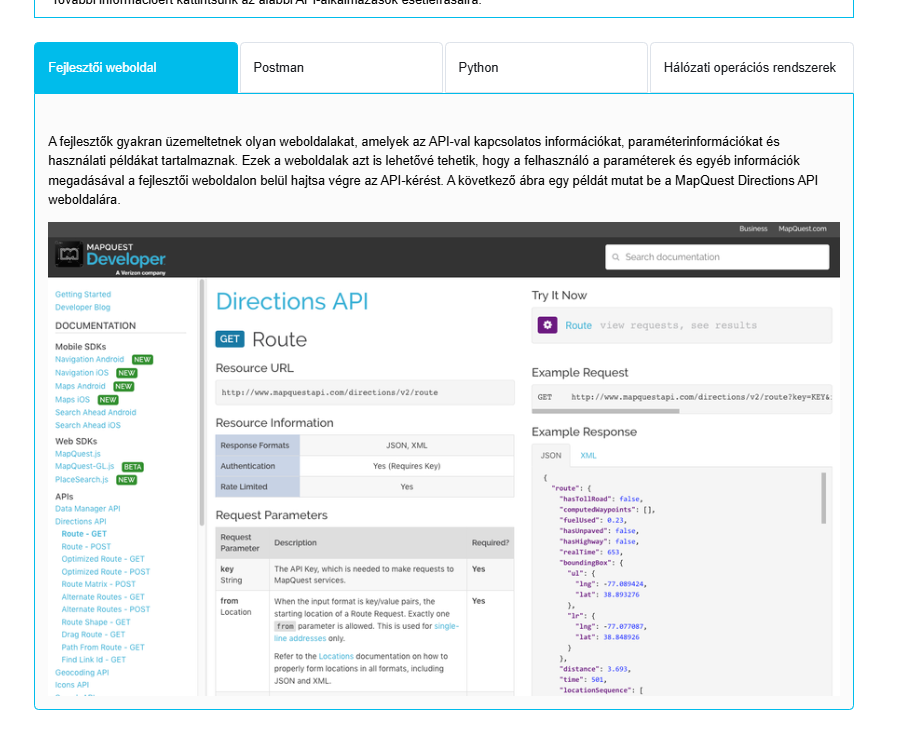 További információért kattintsunk az alábbi API-alkalmazások eseteírásaira.
Fejlesztői weboldal
Postman
Python
Hálózati operációs rendszerek
A fejlesztők gyakran üzemeltetnek olyan weboldalakat, amelyek az API-val kapcsolatos információkat, paraméterinformációkat és
használati példákat tartalmaznak. Ezek a weboldalak azt is lehetővé tehetik, hogy a felhasználó a paraméterek és egyéb információk
megadásával a fejlesztői weboldalon belül hajtsa végre az API-kérést. A következő ábra egy példát mutat be a MapQuest Directions API
weboldalára.
Business MapQuest.com
MAPQUEST
Developer
A Verizon company
Search documentation
Getting Started
Developer Blog
DOCUMENTATION
Mobile SDKs
Navigation Android NEW
Navigation iOS NEW
Maps Android NEW
Maps iOS NEW
Search Ahead Android
Search Ahead iOS
Web SDKs
MapQuest.js
MapQuest-GL.js BETA
PlaceSearch.js NEW
APIs
Data Manager API
Directions API
Route - GET
Route - POST
Optimized Route - GET
Optimized Route - POST
Route Matrix - POST
Alternate Routes - GET
Alternate Routes - POST
Route Shape - GET
Drag Route - GET
Path From Route - GET
Find Link Id - GET
Geocoding API
Icons API
Directions API
GET Route
Resource URL
http://www.mapquestapi.com/directions/v2/route
Resource Information
Response Formats JSON, XML
Authentication Yes (Requires Key)
Rate Limited Yes
Request Parameters
Request
Parameter
Description
Required?
key
String
The API Key, which is needed to make requests to
MapQuest services.
Yes
from
Location
When the input format is key/value pairs, the
starting location of a Route Request. Exactly one
from parameter is allowed. This is used for single-
line addresses only.
Yes
Refer to the Locations documentation on how to
properly form locations in all formats, including
JSON and XML.
Try It Now
Route view requests, see results
Example Request
GET http://www.mapquestapi.com/directions/v2/route?key=KEY&
Example Response
JSON XML
{
"route": {
"hasTollRoad": false,
"computedWaypoints": [],
"fuelUsed": 0.23,
"hasUnpaved": false,
"hasHighway": false,
"realTime": 653,
"boundingBox": {
"ul": {
"lng": -77.089424,
"lat": 38.893276
},
"lr": {
"lng": -77.077087,
"lat": 38.848926
}
},
"distance": 3.693,
"time": 501,
"locationSequence": [